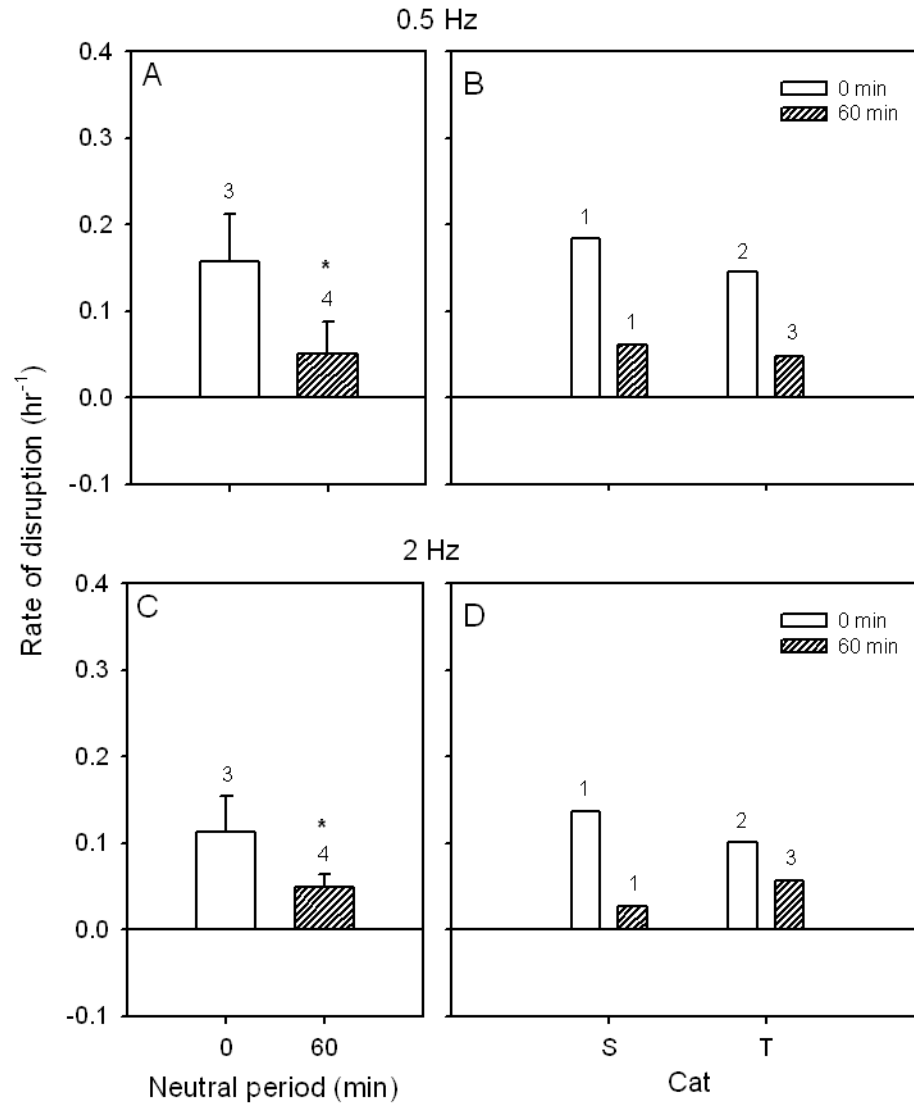 0.5 Hz
Rate of disruption (hr⁻¹)
A
0.4
0.3
0.2
0.1
0.0
-0.1
3
*
4
B
0 min
60 min
1
1
2
3
2 Hz
C
0.4
0.3
0.2
0.1
0.0
-0.1
3
*
4
0
60
Neutral period (min)
D
0 min
60 min
1
1
2
3
S
T
Cat